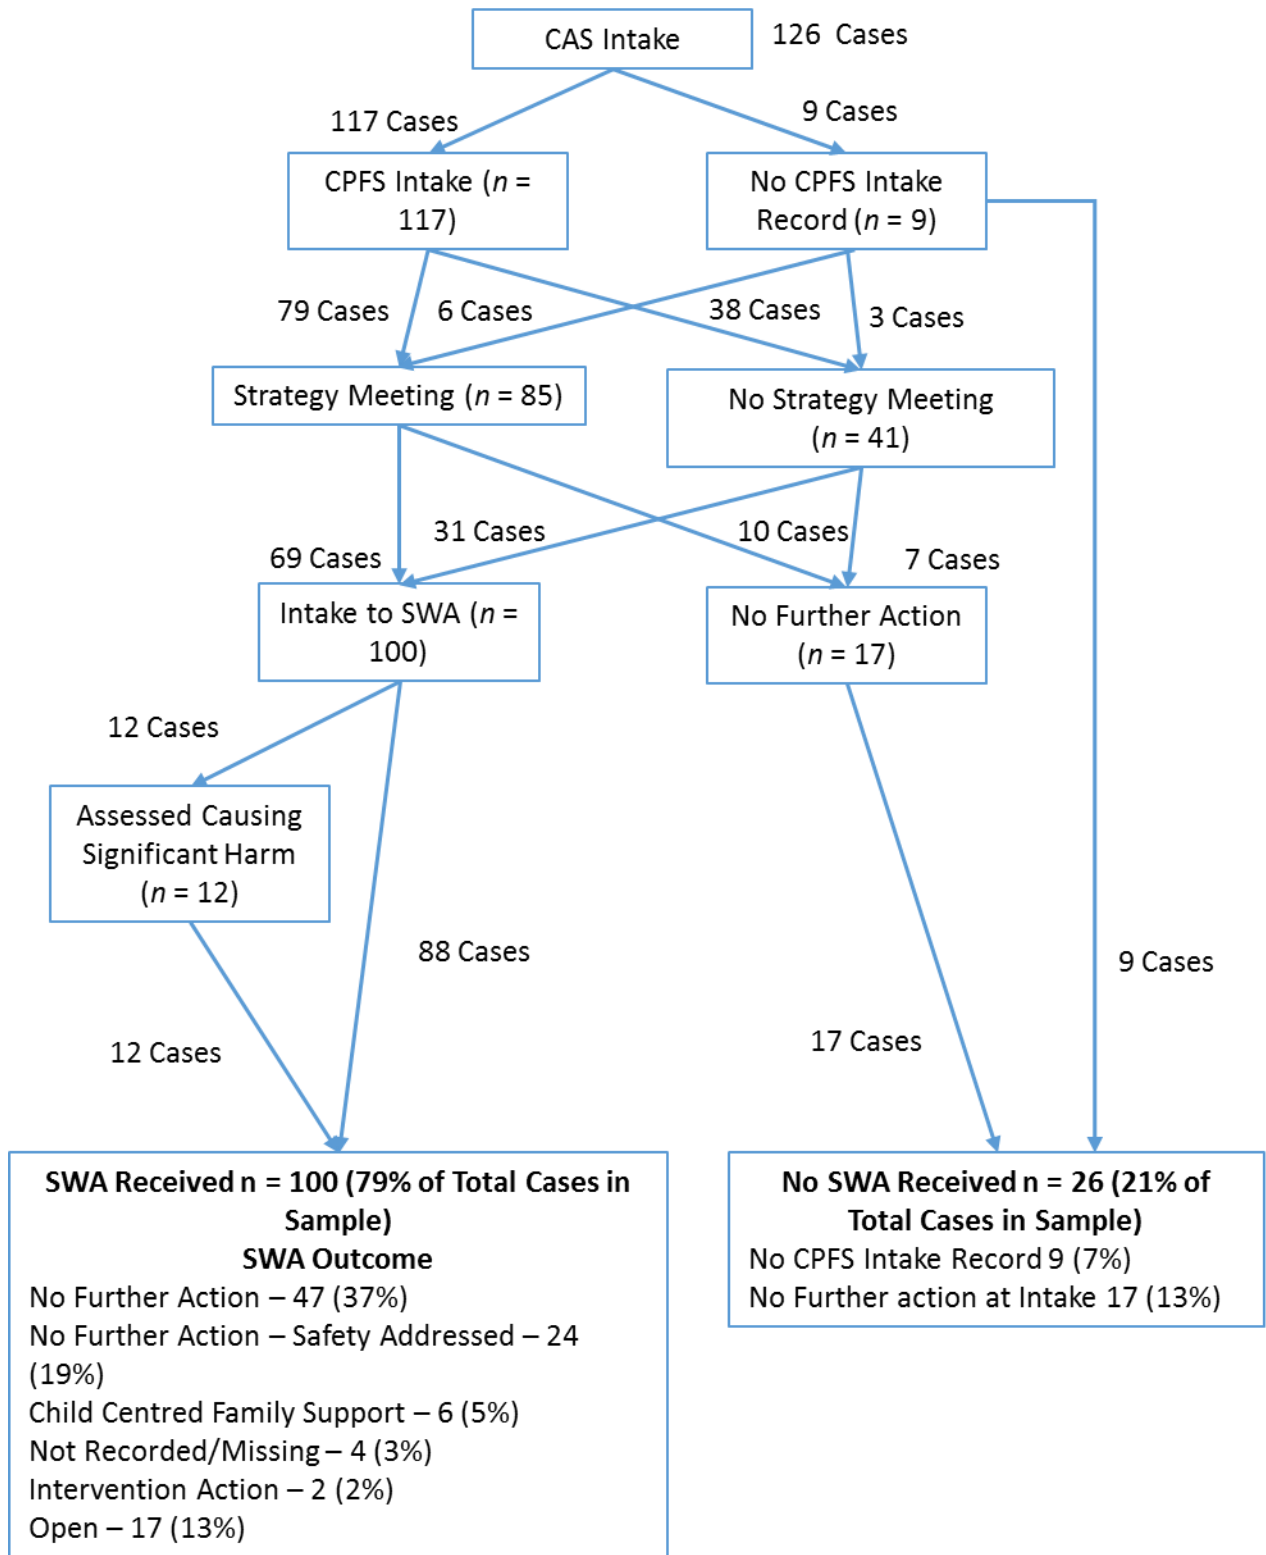 CAS Intake
126 Cases
117 Cases
9 Cases
CPFS Intake (n =
117)
No CPFS Intake
Record (n = 9)
79 Cases
6 Cases
38 Cases
3 Cases
Strategy Meeting (n = 85)
No Strategy Meeting
(n = 41)
69 Cases
31 Cases
10 Cases
7 Cases
Intake to SWA (n =
100)
No Further Action
(n = 17)
12 Cases
Assessed Causing
Significant Harm
(n = 12)
88 Cases
9 Cases
12 Cases
17 Cases
SWA Received n = 100 (79% of Total Cases in
Sample)
SWA Outcome
No Further Action – 47 (37%)
No Further Action – Safety Addressed – 24
(19%)
Child Centred Family Support – 6 (5%)
Not Recorded/Missing – 4 (3%)
Intervention Action – 2 (2%)
Open – 17 (13%)
No SWA Received n = 26 (21% of
Total Cases in Sample)
No CPFS Intake Record 9 (7%)
No Further action at Intake 17 (13%)